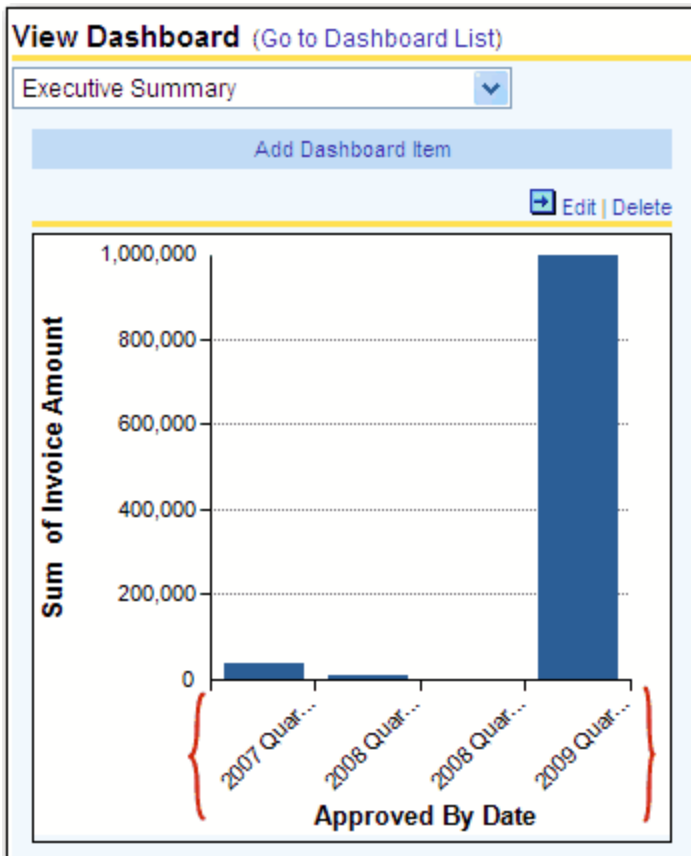 View Dashboard (Go to Dashboard List)
Executive Summary
Add Dashboard Item
Edit | Delete
1,000,000
800,000
600,000
400,000
200,000
0
Sum of Invoice Amount
2007 Quar...
2008 Quar...
2008 Quar...
2009 Quar...
Approved By Date